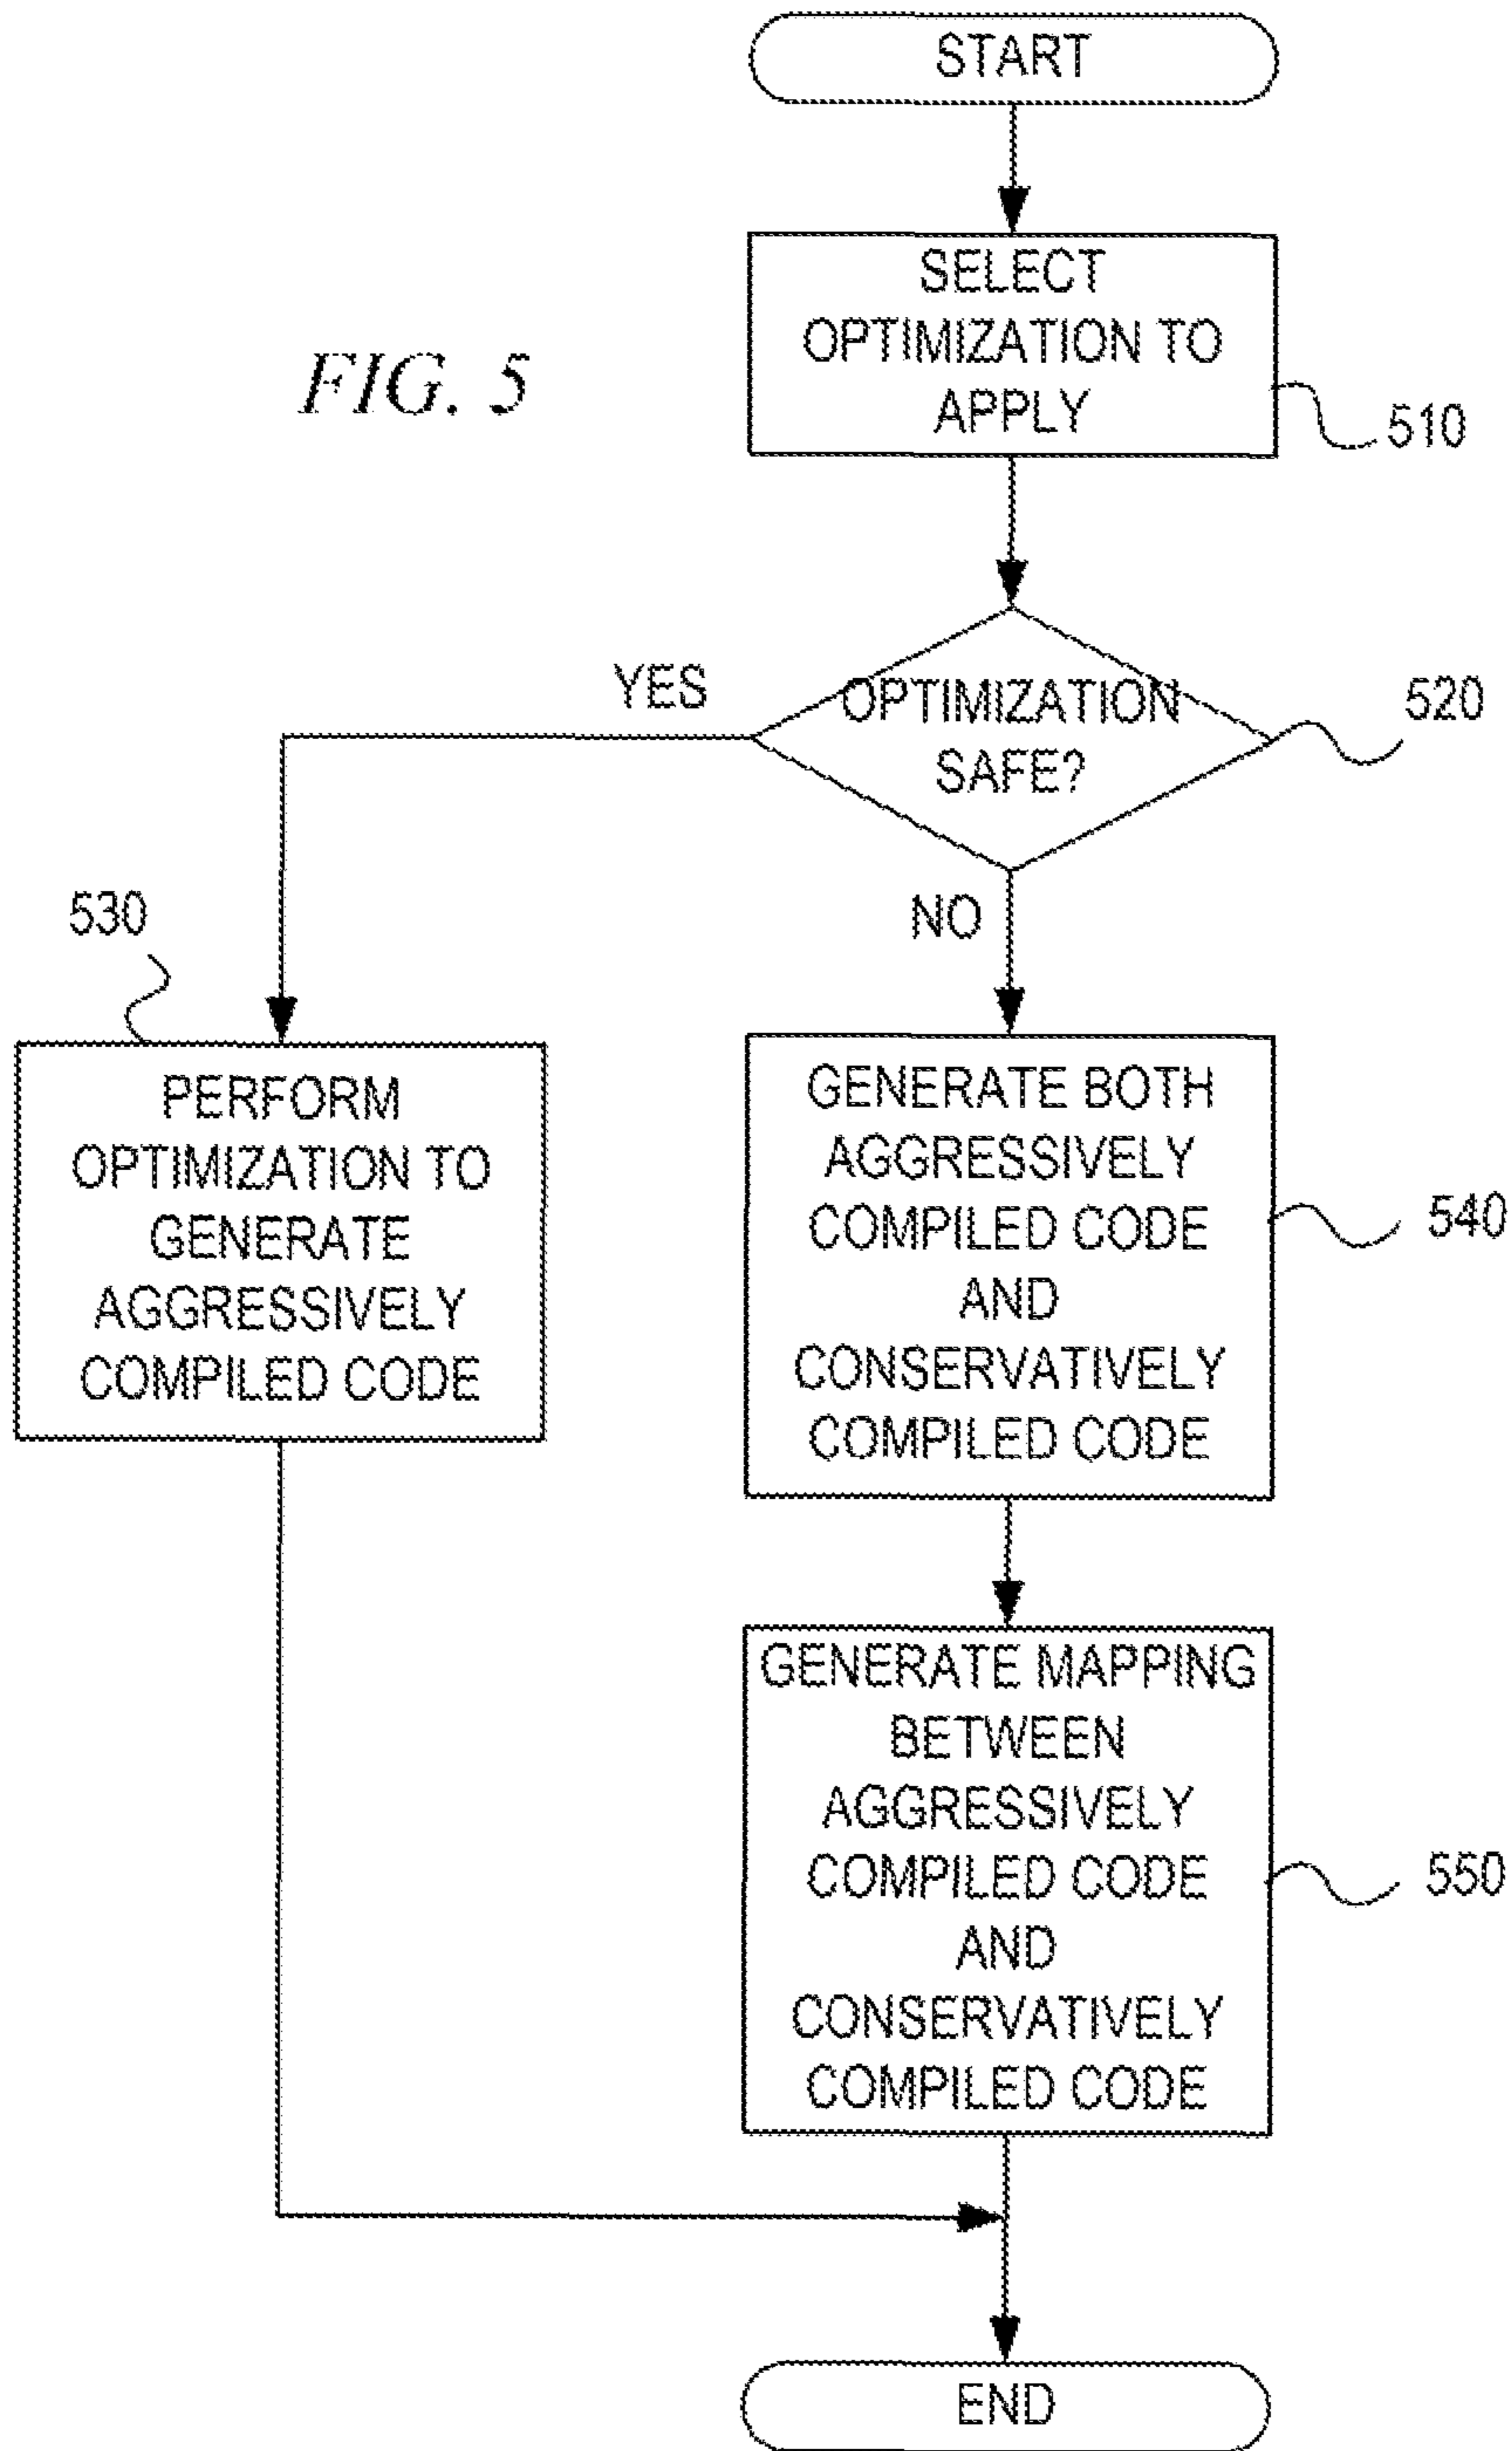 START
FIG. 5
SELECT
OPTIMIZATION TO
APPLY
510
OPTIMIZATION
SAFE?
520
YES
NO
530
PERFORM
OPTIMIZATION TO
GENERATE
AGGRESSIVELY
COMPILED CODE
GENERATE BOTH
AGGRESSIVELY
COMPILED CODE
AND
CONSERVATIVELY
COMPILED CODE
540
GENERATE MAPPING
BETWEEN
AGGRESSIVELY
COMPILED CODE
AND
CONSERVATIVELY
COMPILED CODE
550
END